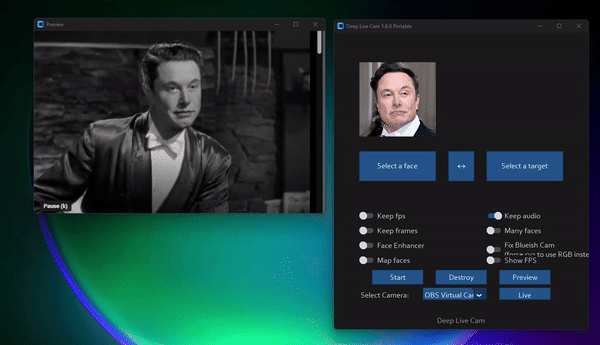 Preview
Deep Live Cam 1.6.0 Portable
Select a face
↔
Select a target
Keep fps
Keep audio
Keep frames
Many faces
Face Enhancer
Fix Blueish Cam
to use RGB inste
Map faces
Show FPS
Pause (k)
Start
Destroy
Preview
Select Camera:
OBS Virtual Car
Live
Deep Live Cam